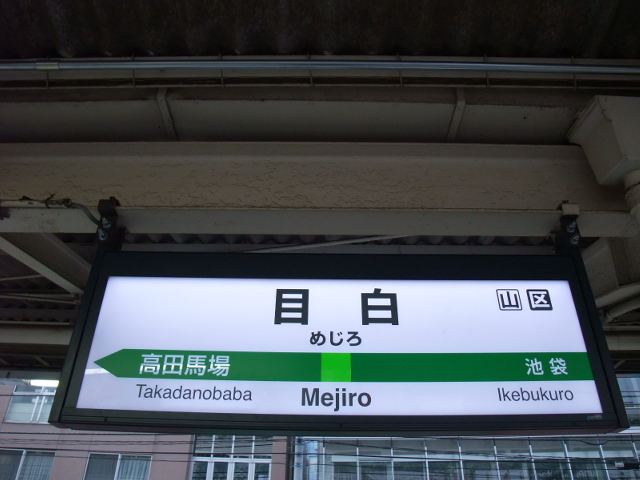 目白
山 区
めじろ
高田馬場 池袋
Takadanobaba Mejiro Ikebukuro